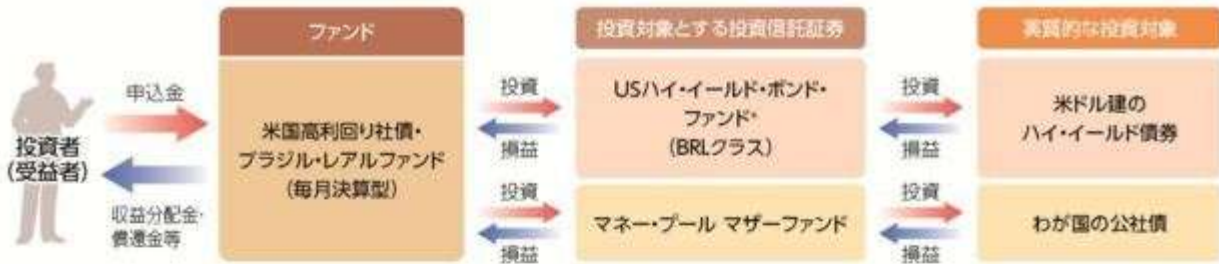 ファンド
投資対象とする投資信託証券
実質的な投資対象
申込金
投資者
(受益者)
収益分配金・
償還金等
米国高利回り社債・
ブラジル・レアルファンド
(毎月決算型)
投資
損益
USハイ・イールド・ボンド・
ファンド*
(BRLクラス)
投資
損益
米ドル建の
ハイ・イールド債券
投資
損益
マネー・プール マザーファンド
投資
損益
わが国の公社債